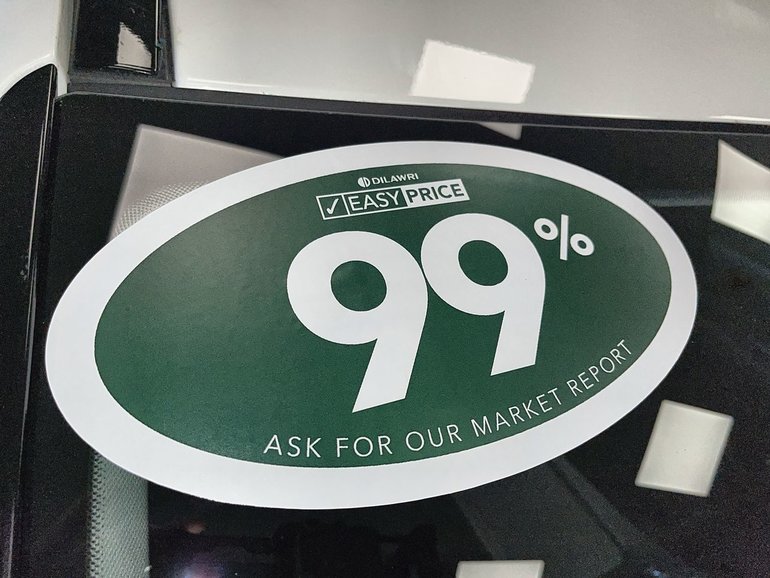 DILAWRI
✓ EASY PRICE
99%
ASK FOR OUR MARKET REPORT